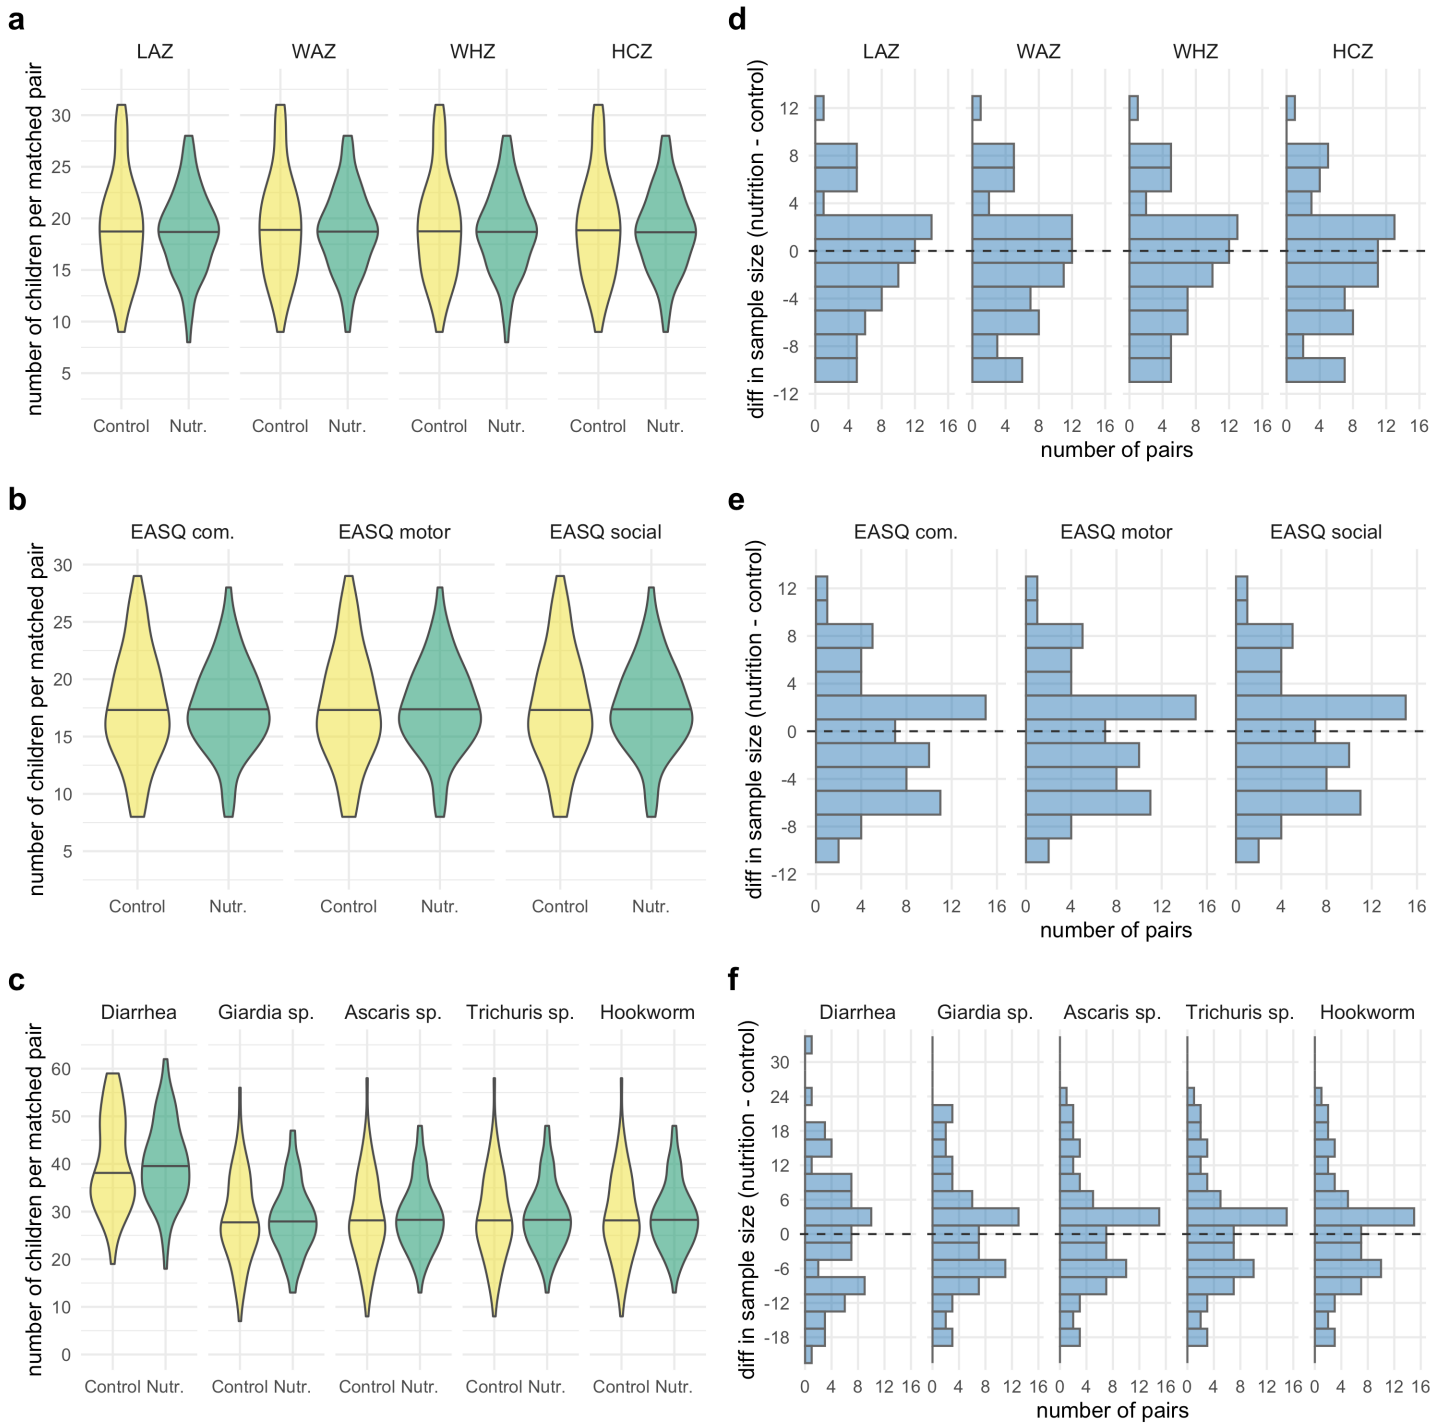 a
LAZ WAZ WHZ HCZ
number of children per matched pair
30
25
20
15
10
5
Control Nutr. Control Nutr. Control Nutr. Control Nutr.
d
LAZ WAZ WHZ HCZ
diff in sample size (nutrition - control)
12
8
4
0
-4
-8
-12
0 4 8 12 16 0 4 8 12 16 0 4 8 12 16 0 4 8 12 16
number of pairs
b
EASQ com. EASQ motor EASQ social
number of children per matched pair
30
25
20
15
10
5
Control Nutr. Control Nutr. Control Nutr.
e
EASQ com. EASQ motor EASQ social
diff in sample size (nutrition - control)
12
8
4
0
-4
-8
-12
0 4 8 12 16 0 4 8 12 16 0 4 8 12 16
number of pairs
c
Diarrhea Giardia sp. Ascaris sp. Trichuris sp. Hookworm
number of children per matched pair
60
50
40
30
20
10
0
Control Nutr. Control Nutr. Control Nutr. Control Nutr. Control Nutr.
f
Diarrhea Giardia sp. Ascaris sp. Trichuris sp. Hookworm
diff in sample size (nutrition - control)
30
24
18
12
6
0
-6
-12
-18
0 4 8 12 16 0 4 8 12 16 0 4 8 12 16 0 4 8 12 16 0 4 8 12 16
number of pairs